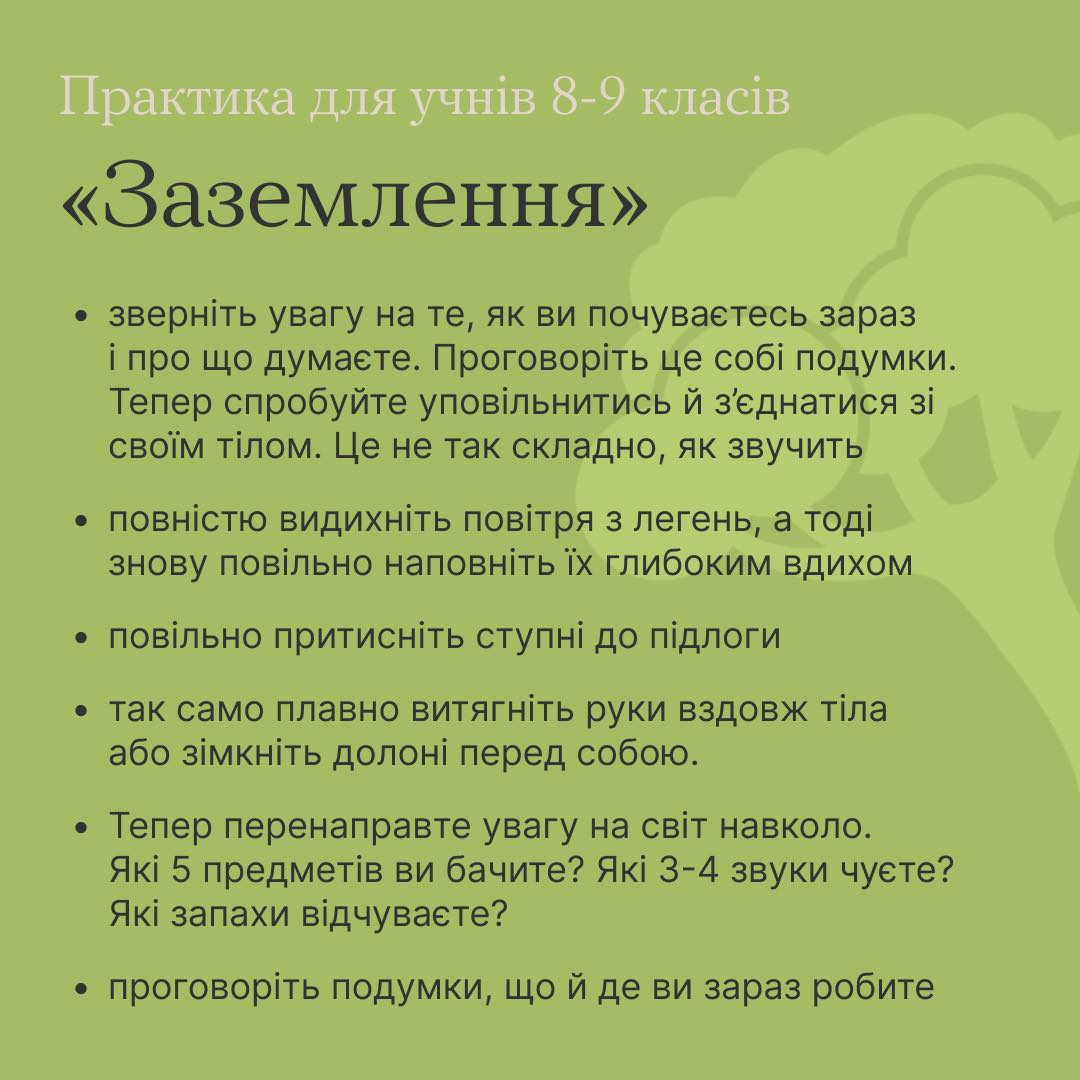 Практика для учнів 8-9 класів
«Заземлення»
• зверніть увагу на те, як ви почуваєтесь зараз
і про що думаєте. Проговоріть це собі подумки.
Тепер спробуйте уповільнитись й з’єднатися зі
своїм тілом. Це не так складно, як звучить
• повністю видихніть повітря з легень, а тоді
знову повільно наповніть їх глибоким вдихом
• повільно притисніть ступні до підлоги
• так само плавно витягніть руки вздовж тіла
або зімкніть долоні перед собою.
• Тепер перенаправте увагу на світ навколо.
Які 5 предметів ви бачите? Які 3-4 звуки чуєте?
Які запахи відчуваєте?
• проговоріть подумки, що й де ви зараз робите